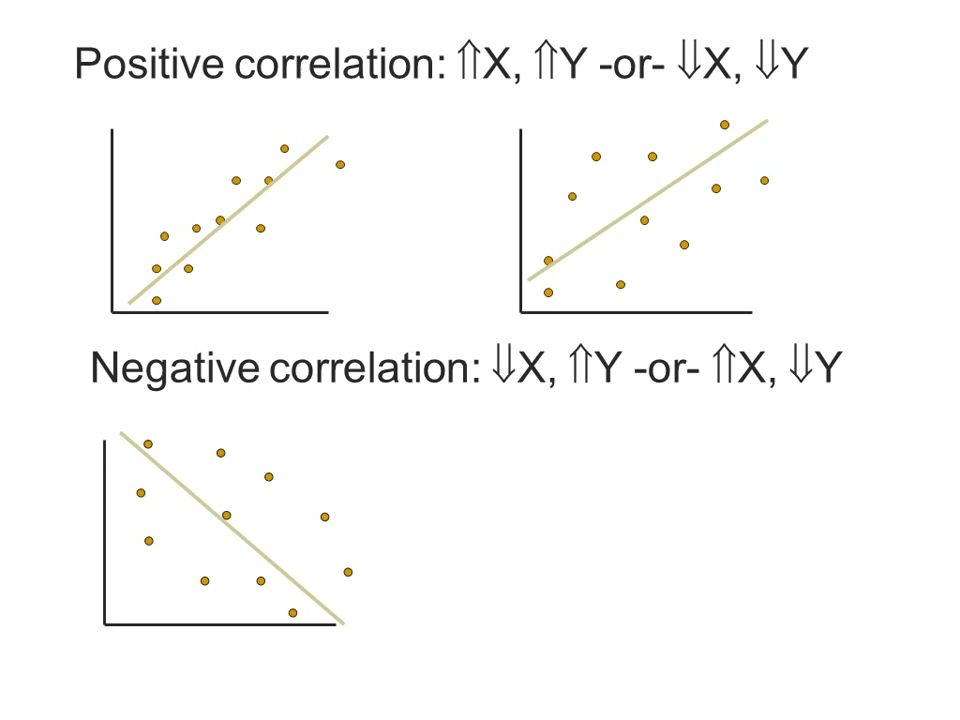 Positive correlation: ⇑X, ⇑Y -or- ⇓X, ⇓Y
Negative correlation: ⇓X, ⇑Y -or- ⇑X, ⇓Y